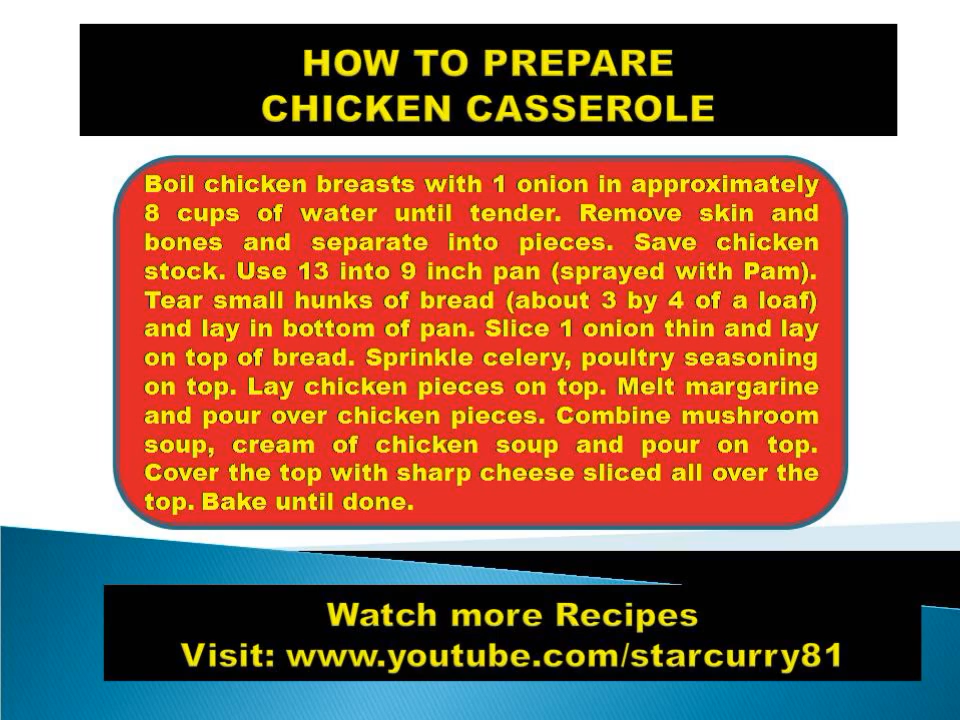 HOW TO PREPARE
CHICKEN CASSEROLE
Boil chicken breasts with 1 onion in approximately
8 cups of water until tender. Remove skin and
bones and separate into pieces. Save chicken
stock. Use 13 into 9 inch pan (sprayed with Pam).
Tear small hunks of bread (about 3 by 4 of a loaf)
and lay in bottom of pan. Slice 1 onion thin and lay
on top of bread. Sprinkle celery, poultry seasoning
on top. Lay chicken pieces on top. Melt margarine
and pour over chicken pieces. Combine mushroom
soup, cream of chicken soup and pour on top.
Cover the top with sharp cheese sliced all over the
top. Bake until done.
Watch more Recipes
Visit: www.youtube.com/starcurry81